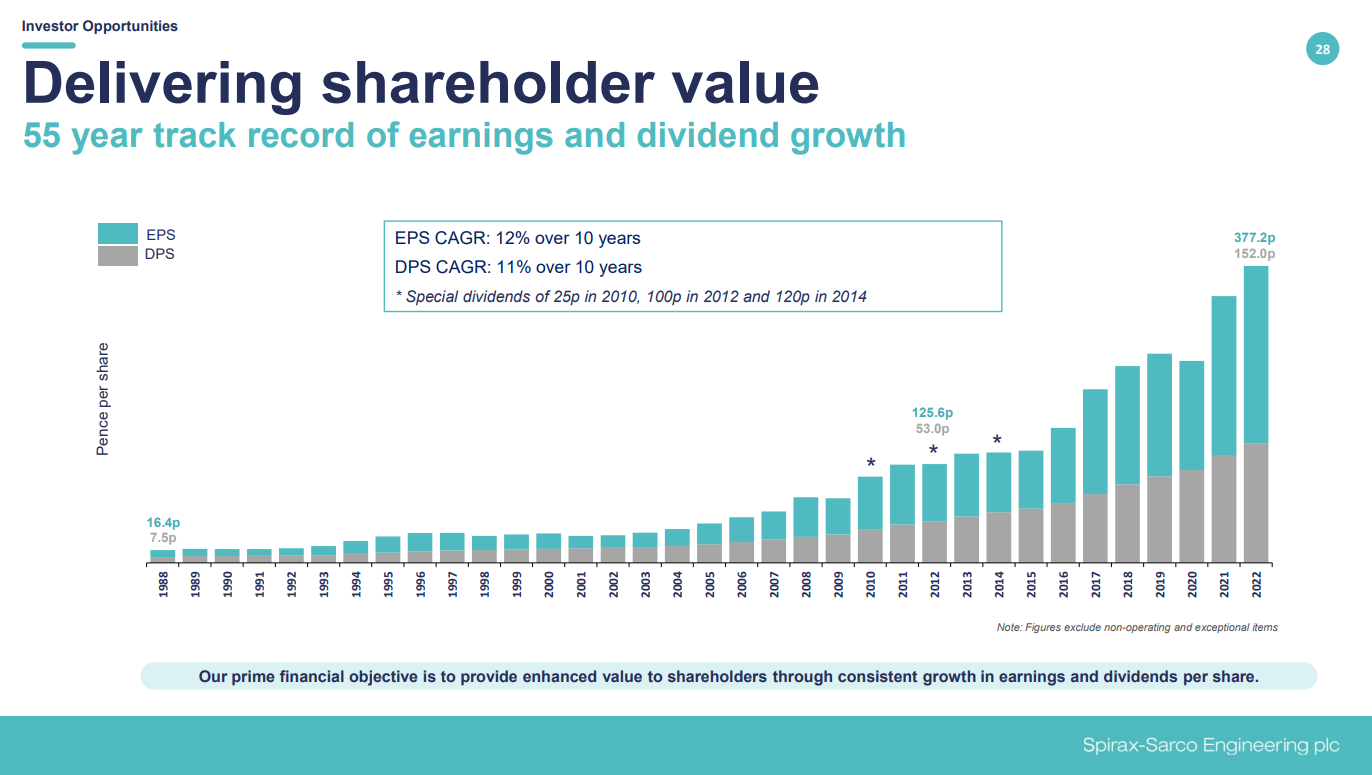 Investor Opportunities
28
Delivering shareholder value
55 year track record of earnings and dividend growth
EPS
DPS
EPS CAGR: 12% over 10 years
DPS CAGR: 11% over 10 years
* Special dividends of 25p in 2010, 100p in 2012 and 120p in 2014
377.2p
152.0p
Pence per share
125.6p
53.0p
* * *
16.4p
7.5p
1988 1989 1990 1991 1992 1993 1994 1995 1996 1997 1998 1999 2000 2001 2002 2003 2004 2005 2006 2007 2008 2009 2010 2011 2012 2013 2014 2015 2016 2017 2018 2019 2020 2021 2022
Note: Figures exclude non-operating and exceptional items
Our prime financial objective is to provide enhanced value to shareholders through consistent growth in earnings and dividends per share.
Spirax-Sarco Engineering plc